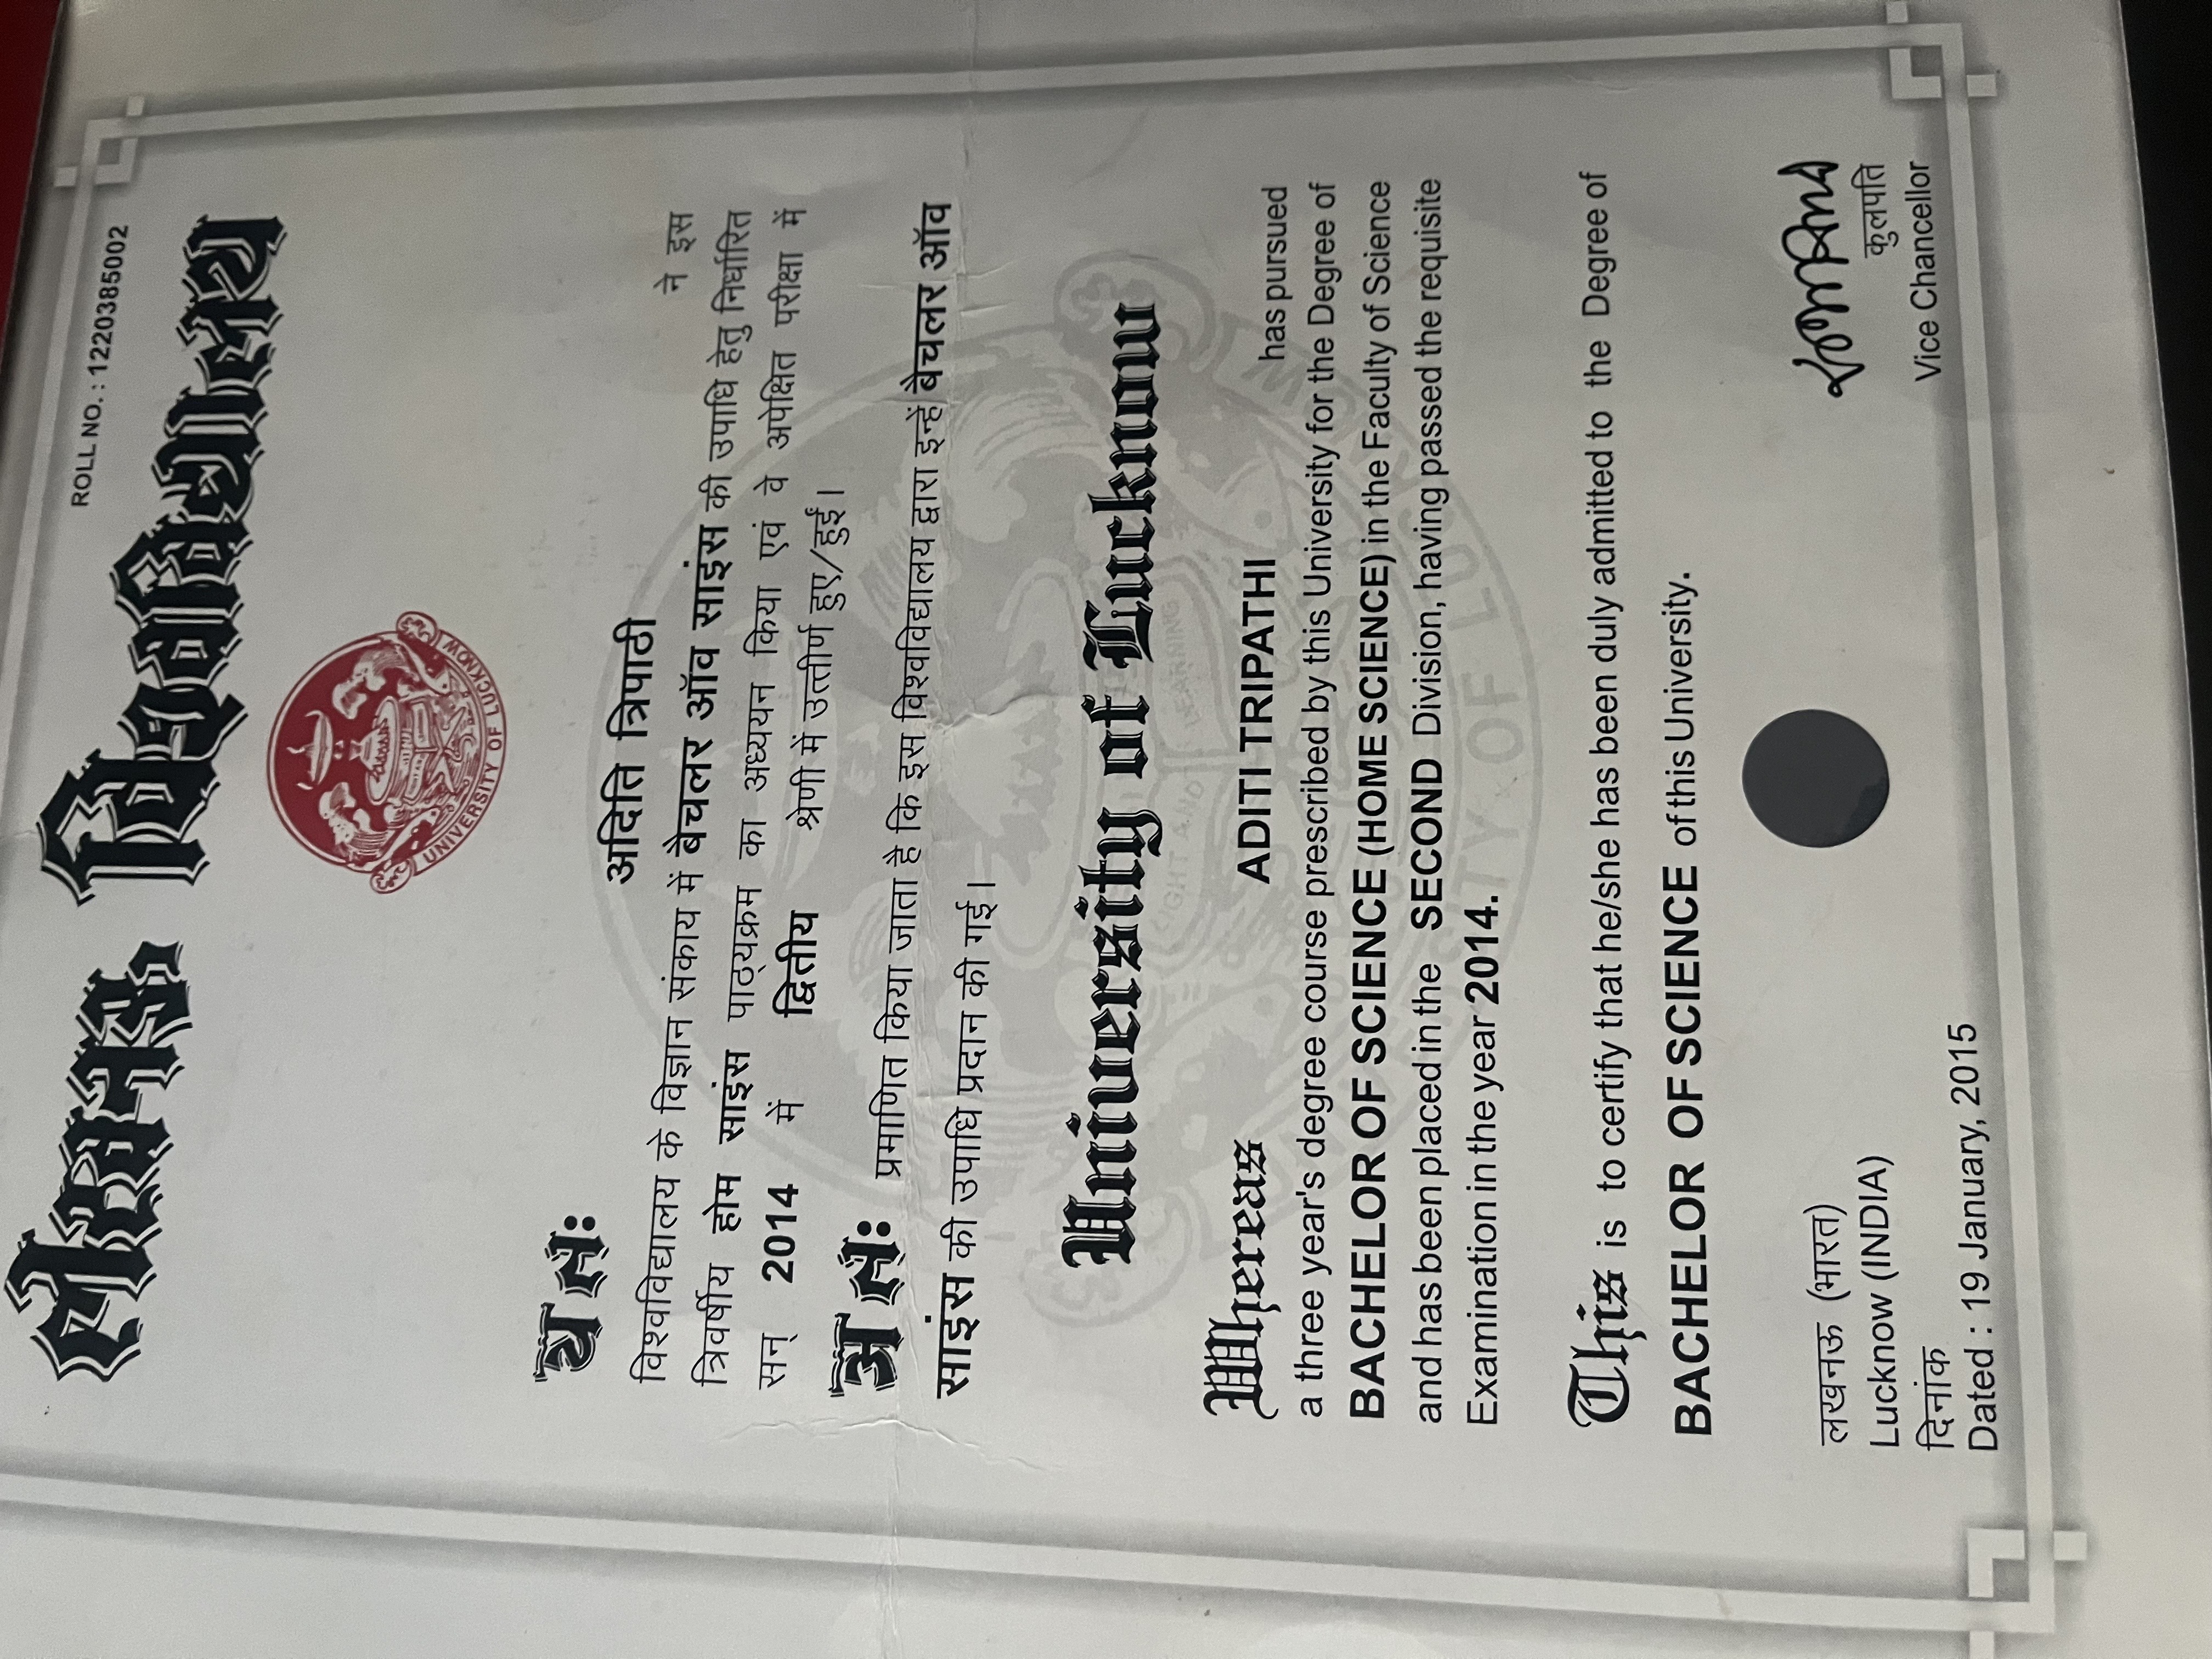 ROLL NO. : 1220385002
लखनऊ विश्वविद्यालय
UNIVERSITY OF LUCKNOW
यतः
अदिति त्रिपाठी ने इस
विश्वविद्यालय के विज्ञान संकाय में बैचलर ऑव साइंस की उपाधि हेतु निर्धारित
त्रिवर्षीय होम साइंस पाठ्यक्रम का अध्ययन किया एवं वे अपेक्षित परीक्षा में
सन् 2014 में द्वितीय श्रेणी में उत्तीर्ण हुए/हुईं।
अतः प्रमाणित किया जाता है कि इस विश्वविद्यालय द्वारा इन्हें बैचलर ऑव
साइंस की उपाधि प्रदान की गई।
University of Lucknow
LIGHT AND LEARNING
UNIVERSITY OF LUCKNOW
Whereas ADITI TRIPATHI has pursued
a three year's degree course prescribed by this University for the Degree of
BACHELOR OF SCIENCE (HOME SCIENCE) in the Faculty of Science
and has been placed in the SECOND Division, having passed the requisite
Examination in the year 2014.
This is to certify that he/she has been duly admitted to the Degree of
BACHELOR OF SCIENCE of this University.
लखनऊ (भारत)
Lucknow (INDIA)
दिनांक
Dated : 19 January, 2015
कुलपति
Vice Chancellor